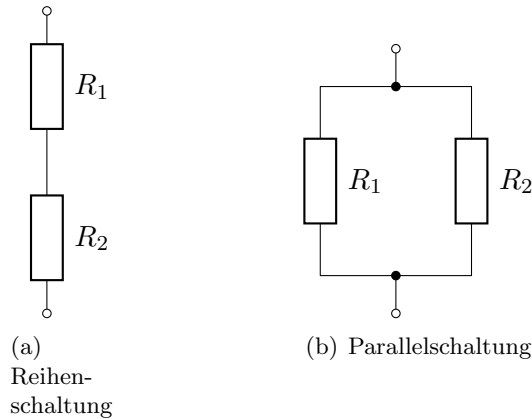 R₁
R₂
(a)
Reihen-
schaltung
R₁
R₂
(b) Parallelschaltung